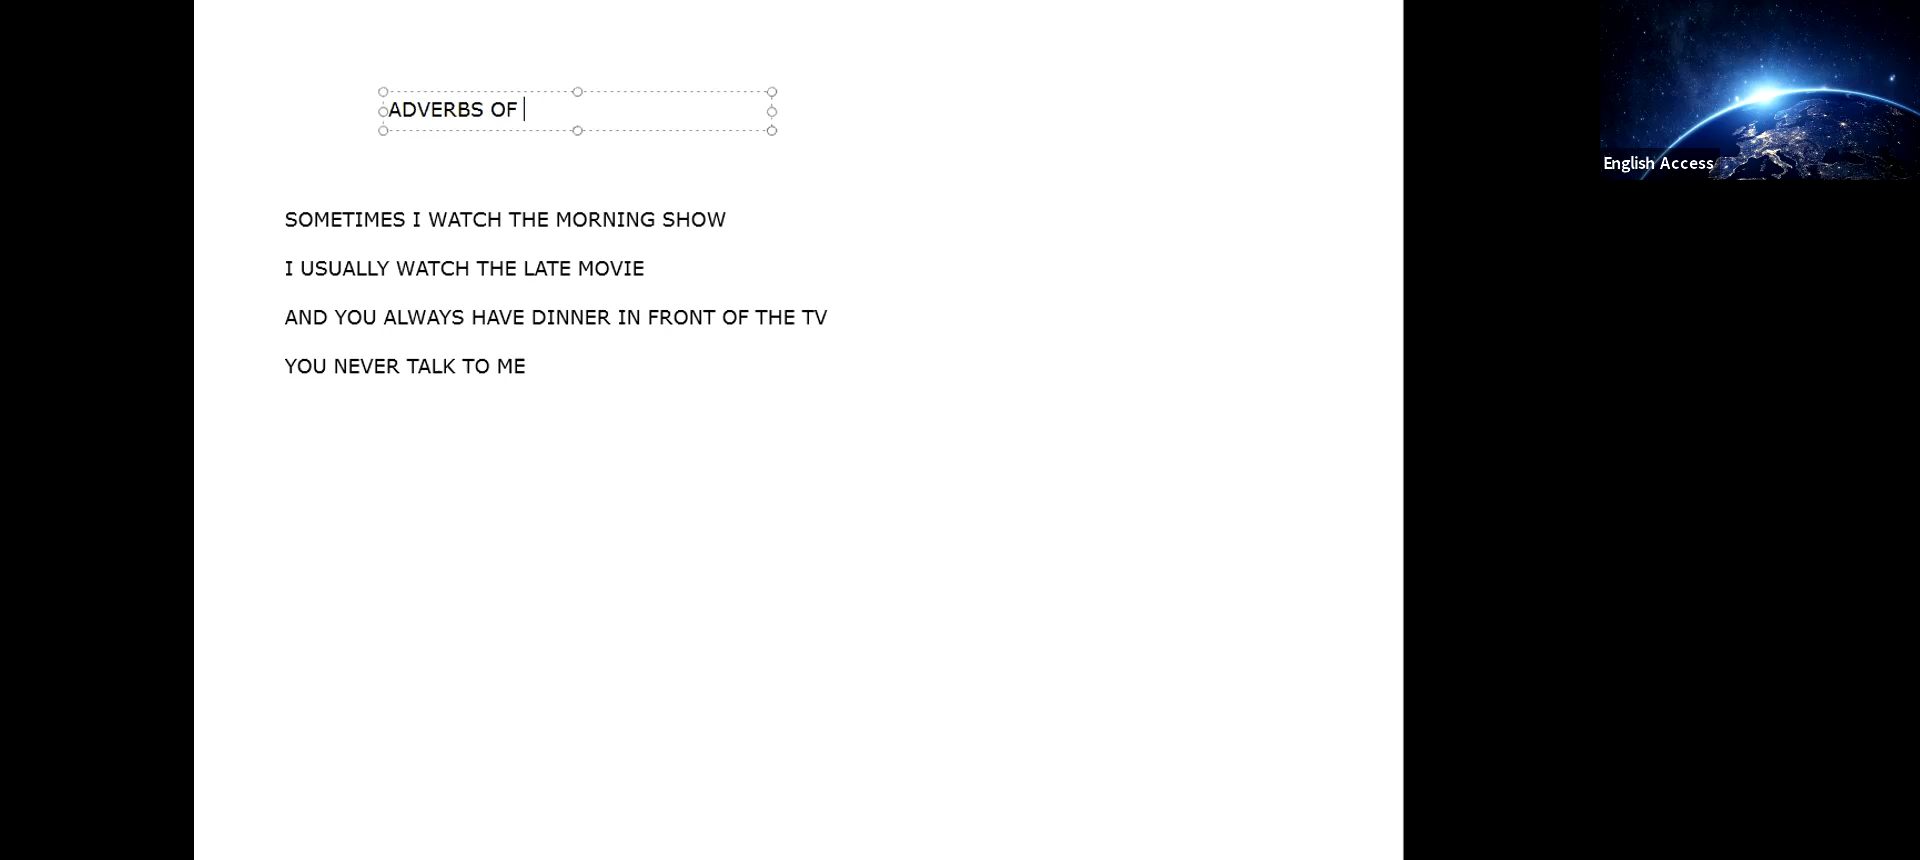 ADVERBS OF
English Access
SOMETIMES I WATCH THE MORNING SHOW
I USUALLY WATCH THE LATE MOVIE
AND YOU ALWAYS HAVE DINNER IN FRONT OF THE TV
YOU NEVER TALK TO ME